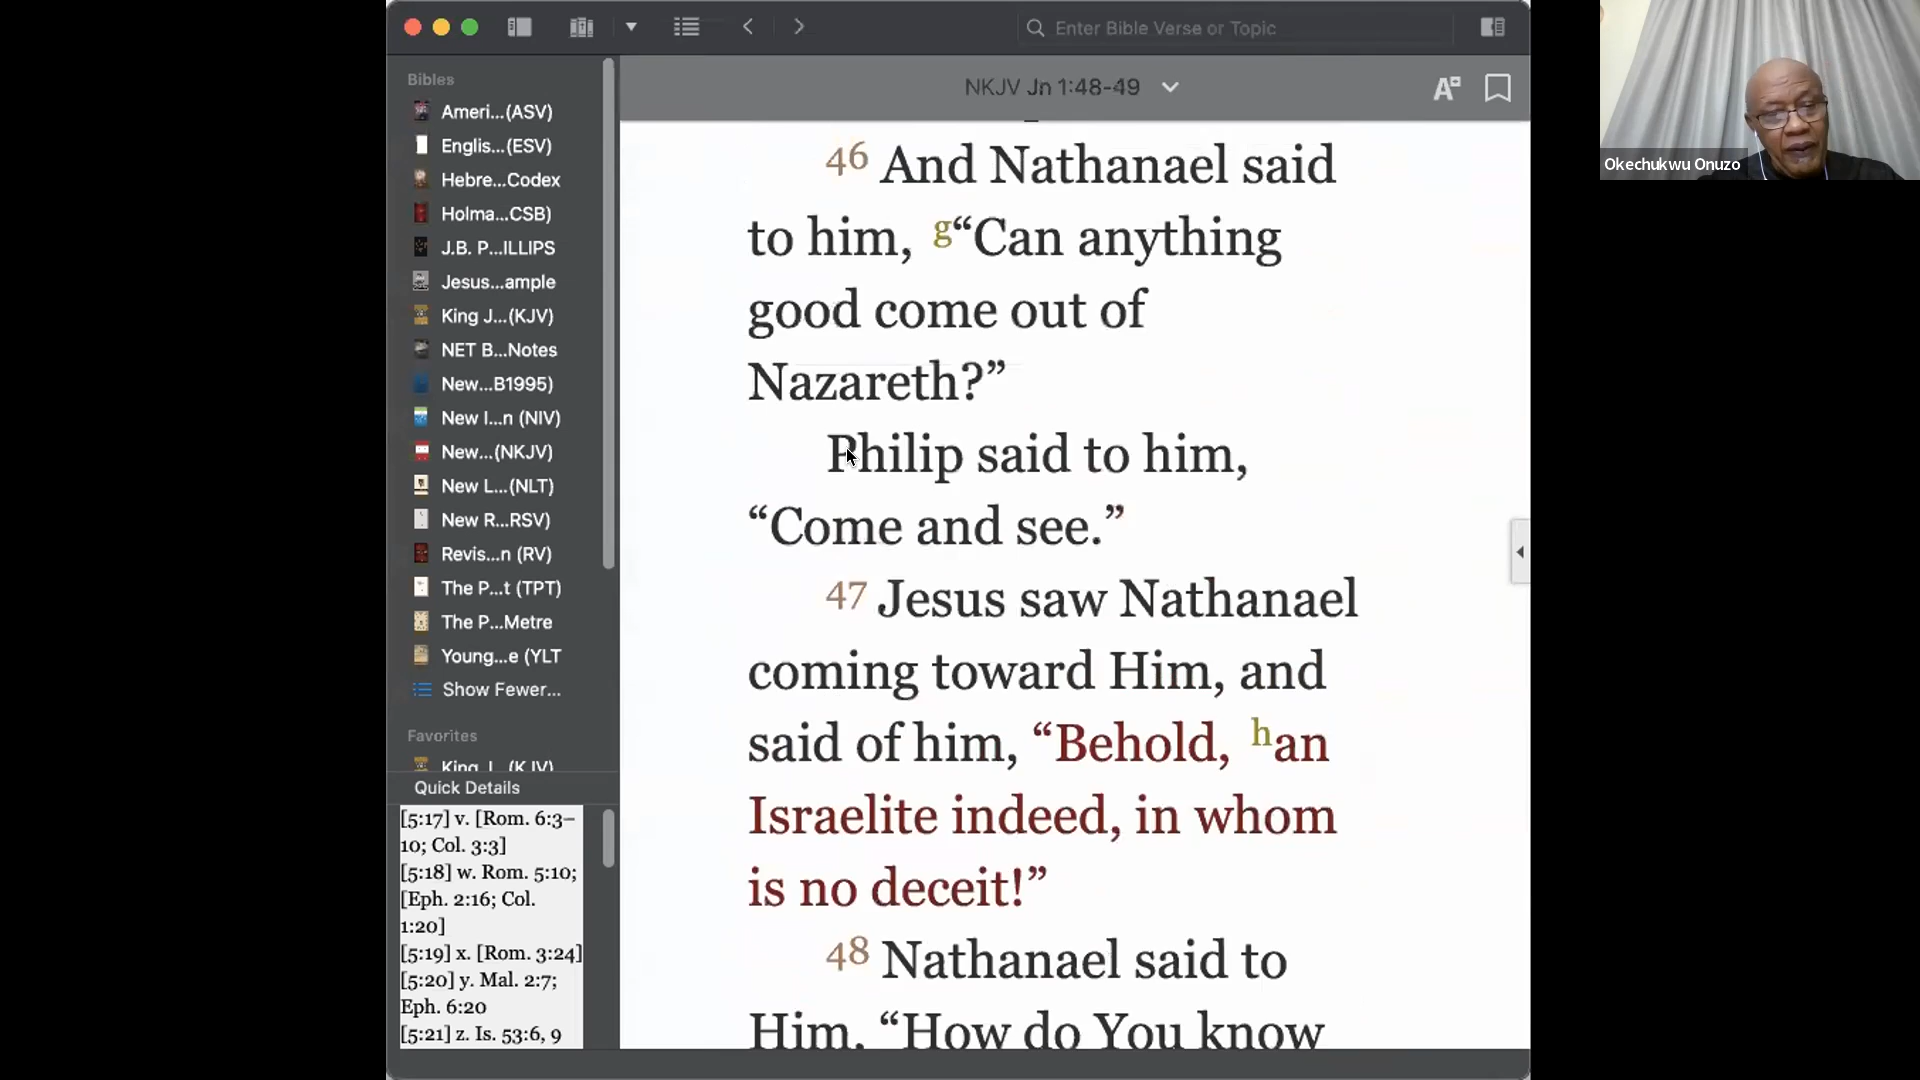 Enter Bible Verse or Topic
Bibles
Ameri...(ASV)
Englis...(ESV)
Hebre...Codex
Holma...CSB)
J.B. P...ILLIPS
Jesus...ample
King J...(KJV)
NET B...Notes
New...B1995)
New I...n (NIV)
New...(NKJV)
New L...(NLT)
New R...RSV)
Revis...n (RV)
The P...t (TPT)
The P...Metre
Young...e (YLT
Show Fewer...
Favorites
King J...(KJV)
Quick Details
[5:17] v. [Rom. 6:3–
10; Col. 3:3]
[5:18] w. Rom. 5:10;
[Eph. 2:16; Col.
1:20]
[5:19] x. [Rom. 3:24]
[5:20] y. Mal. 2:7;
Eph. 6:20
[5:21] z. Is. 53:6, 9
NKJV Jn 1:48-49
A
46 And Nathanael said
to him, g“Can anything
good come out of
Nazareth?”
Philip said to him,
“Come and see.”
47 Jesus saw Nathanael
coming toward Him, and
said of him, “Behold, han
Israelite indeed, in whom
is no deceit!”
48 Nathanael said to
Him, “How do You know
Okechukwu Onuzo